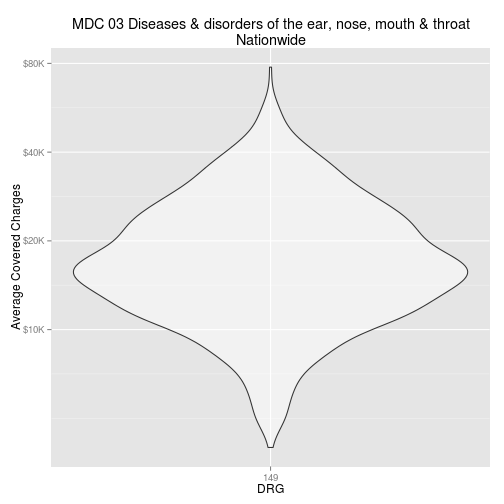 MDC 03 Diseases & disorders of the ear, nose, mouth & throat
Nationwide
Average Covered Charges
$80K
$40K
$20K
$10K
149
DRG